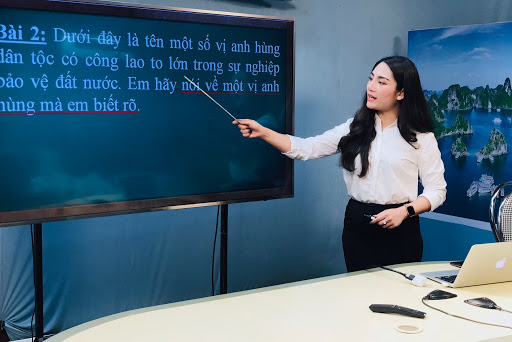 Bài 2: Dưới đây là tên một số vị anh hùng
dân tộc có công lao to lớn trong sự nghiệp
bảo vệ đất nước. Em hãy nói về một vị anh
hùng mà em biết rõ.